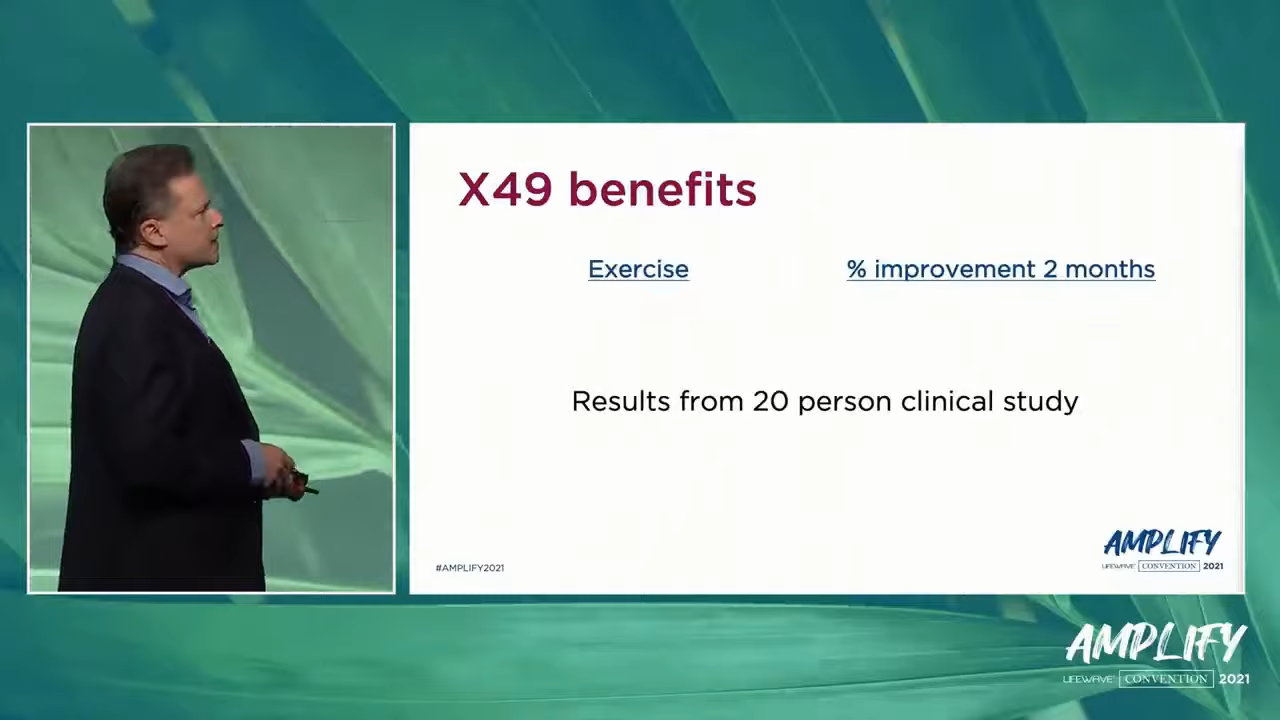 X49 benefits
Exercise
% improvement 2 months
Results from 20 person clinical study
#AMPLIFY2021
AMPLIFY
LIFEWAVE CONVENTION 2021
AMPLIFY
LIFEWAVE CONVENTION 2021